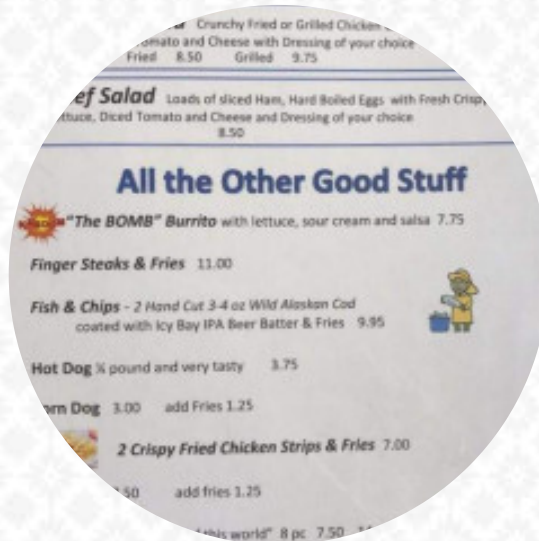 Crunchy Fried or Grilled Chicken
Tomato and Cheese with Dressing of your choice
Fried 8.50 Grilled 9.75
ef Salad Loads of sliced Ham, Hard Boiled Eggs with Fresh Crisp
ttuce, Diced Tomato and Cheese and Dressing of your choice
8.50
All the Other Good Stuff
"The BOMB" Burrito with lettuce, sour cream and salsa 7.75
Finger Steaks & Fries 11.00
Fish & Chips - 2 Hand Cut 3-4 oz Wild Alaskan Cod
coated with Icy Bay IPA Beer Batter & Fries 9.95
Hot Dog ¼ pound and very tasty 3.75
orn Dog 3.00 add Fries 1.25
2 Crispy Fried Chicken Strips & Fries 7.00
.50 add fries 1.25
this world" 8 pc 7.50